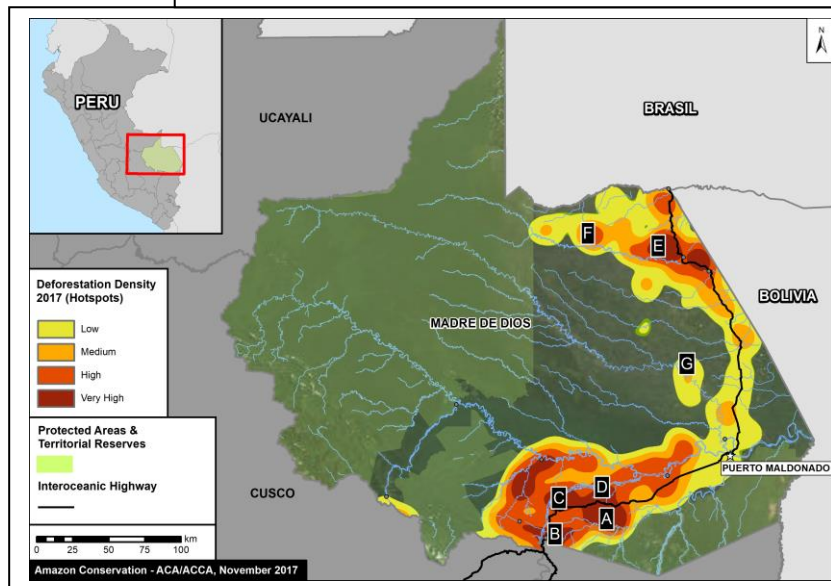 PERU
UCAYALI
BRASIL
N
F
E
BOLIVIA
MADRE DE DIOS
G
Deforestation Density
2017 (Hotspots)
Low
Medium
High
Very High
Protected Areas &
Territorial Reserves
Interoceanic Highway
CUSCO
PUERTO MALDONADO
D
C
A
B
0 25 50 100
km
Amazon Conservation - ACA/ACCA, November 2017